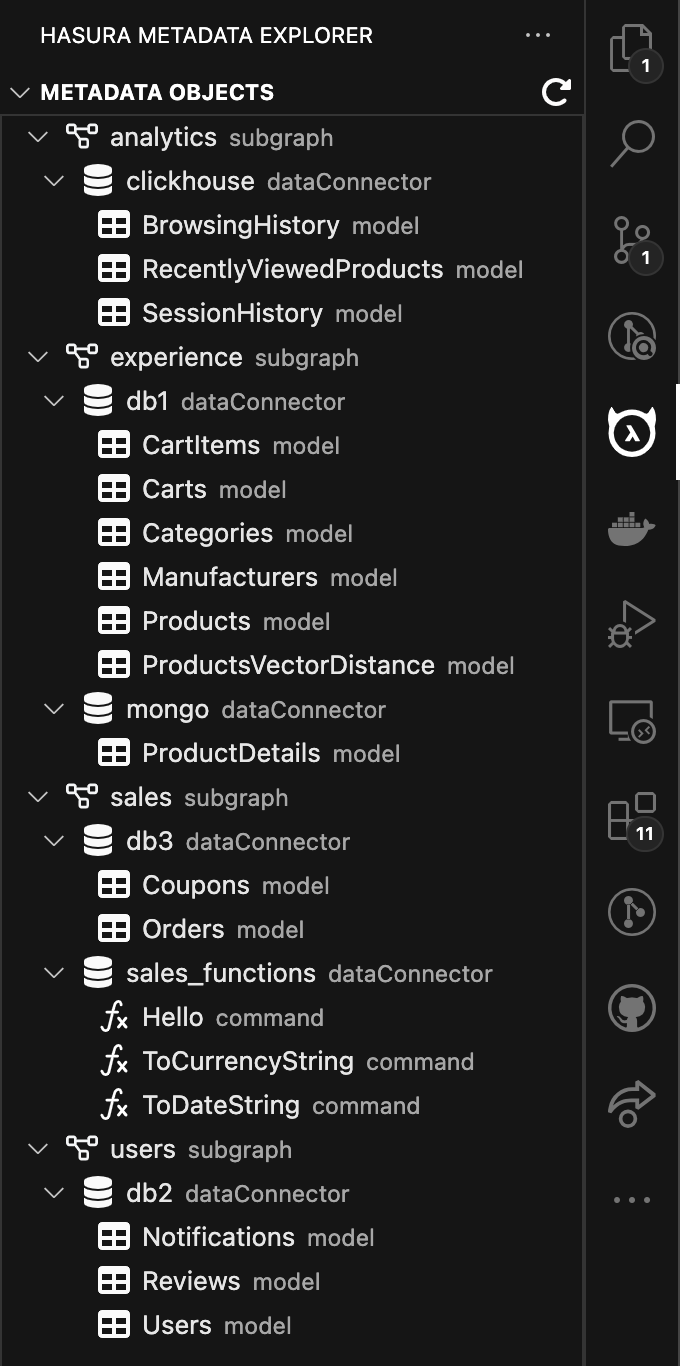 HASURA METADATA EXPLORER
METADATA OBJECTS
analytics subgraph
clickhouse dataConnector
BrowsingHistory model
RecentlyViewedProducts model
SessionHistory model
experience subgraph
db1 dataConnector
CartItems model
Carts model
Categories model
Manufacturers model
Products model
ProductsVectorDistance model
mongo dataConnector
ProductDetails model
sales subgraph
db3 dataConnector
Coupons model
Orders model
sales_functions dataConnector
fx Hello command
fx ToCurrencyString command
fx ToDateString command
users subgraph
db2 dataConnector
Notifications model
Reviews model
Users model
1
1
λ
11